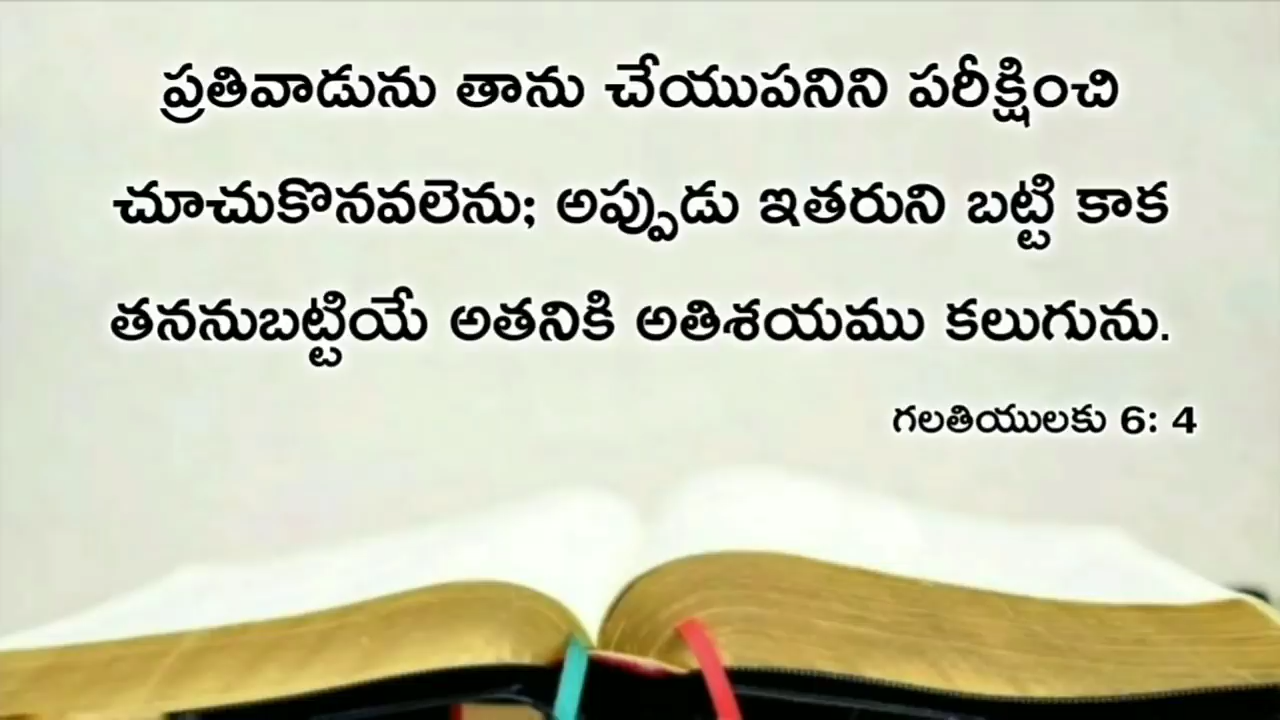 ప్రతివాడును తాను చేయుపనిని పరీక్షించి
చూచుకొనవలెను; అప్పుడు ఇతరుని బట్టి కాక
తననుబట్టియే అతనికి అతిశయము కలుగును.
గలతియులకు 6: 4